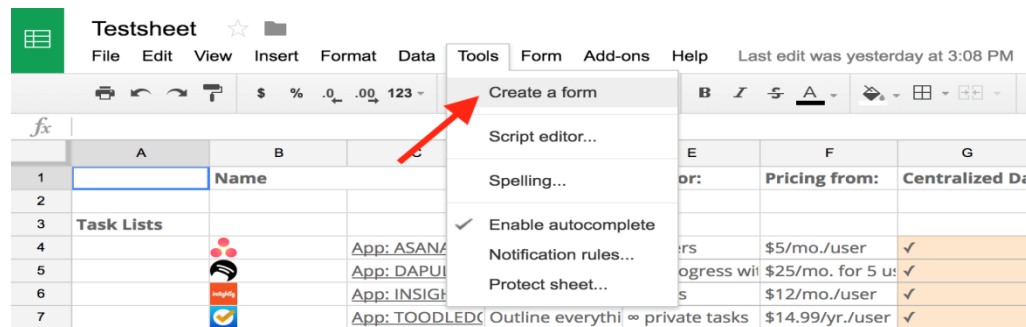 Testsheet
File Edit View Insert Format Data Tools Form Add-ons Help Last edit was yesterday at 3:08 PM
$ % .0 .00 123 B I S A
Create a form
Script editor...
Spelling...
Enable autocomplete
Notification rules...
Protect sheet...
fx
A B C E F G
1 Name or: Pricing from: Centralized Da
2
3 Task Lists
4 App: ASANA ers $5/mo./user ✓
5 App: DAPUL ogress wit $25/mo. for 5 us ✓
6 insightly App: INSIGH s $12/mo./user ✓
7 App: TOODLEDO Outline everythi ∞ private tasks $14.99/yr./user ✓